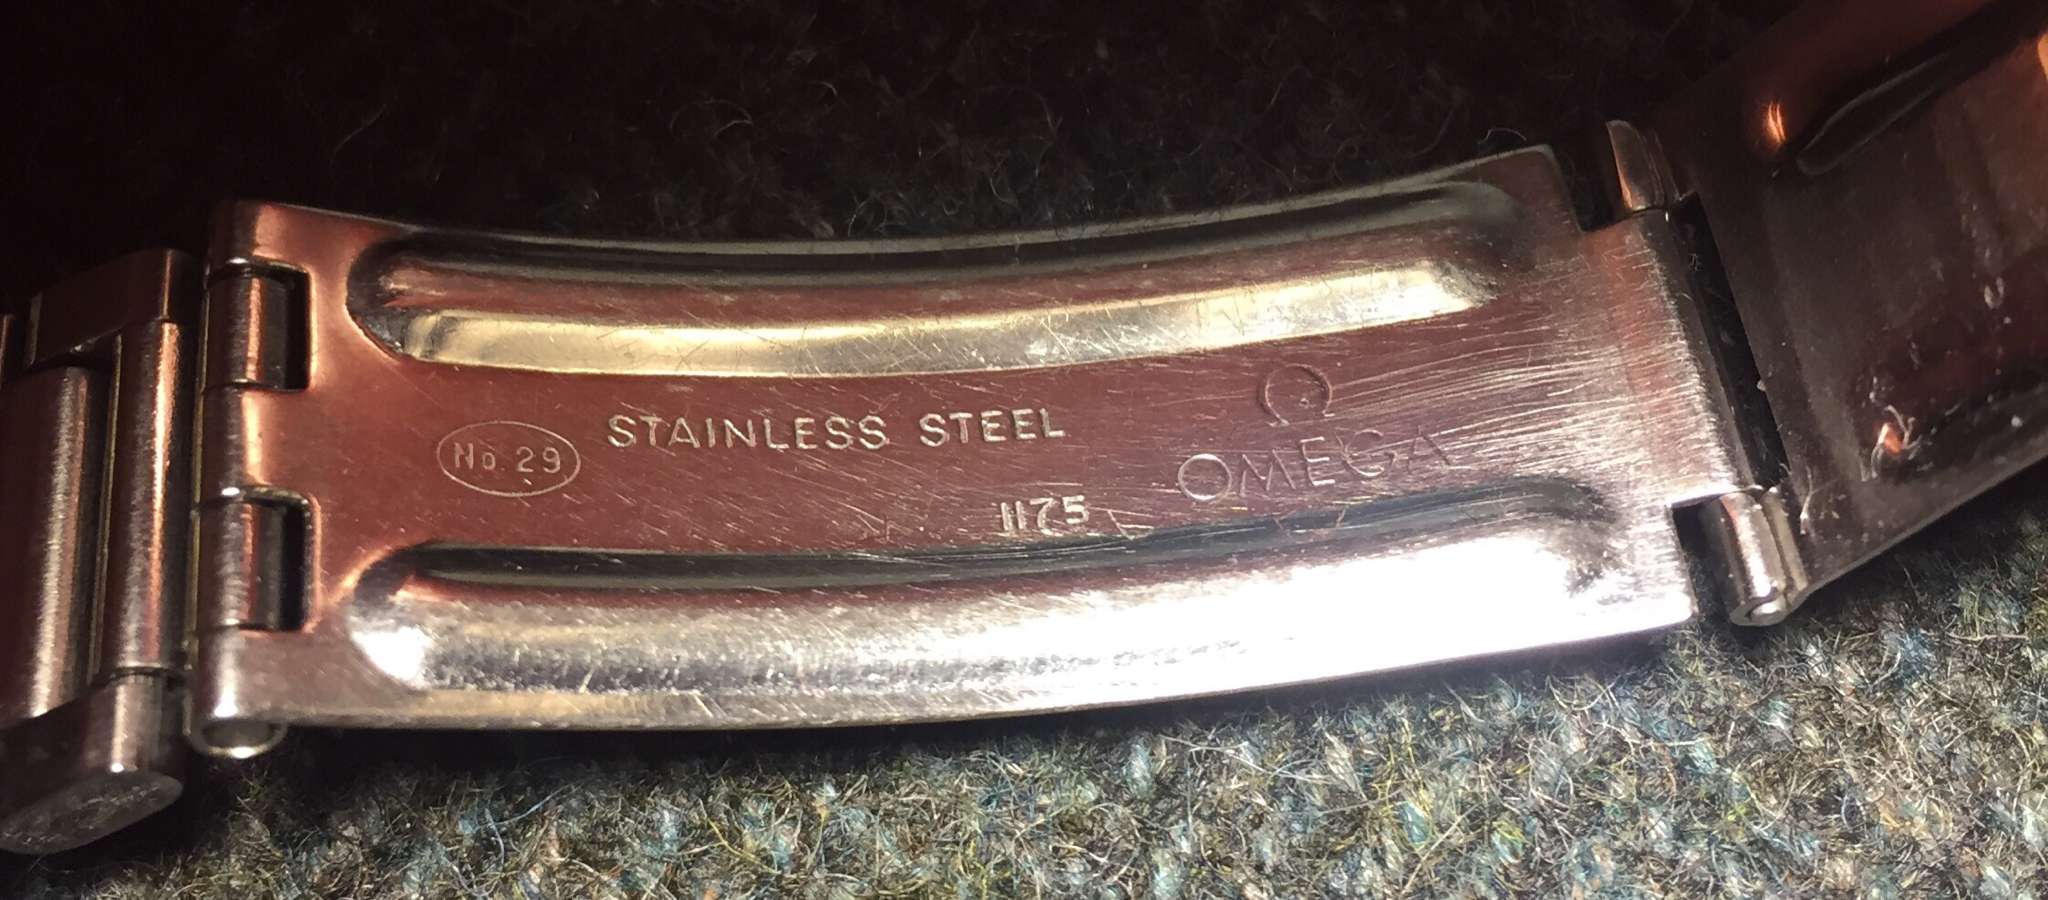 No. 29
STAINLESS STEEL
1175
Ω
OMEGA